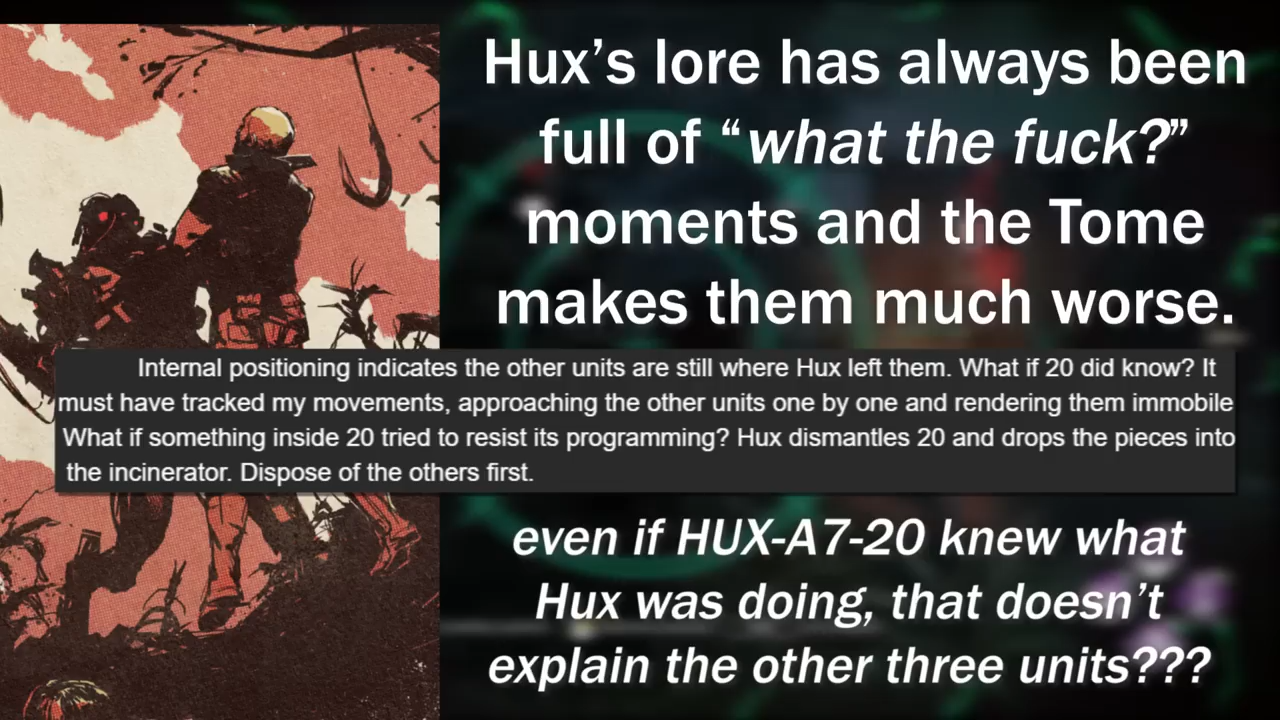 Hux’s lore has always been
full of “what the fuck?”
moments and the Tome
makes them much worse.
Internal positioning indicates the other units are still where Hux left them. What if 20 did know? It
must have tracked my movements, approaching the other units one by one and rendering them immobile
What if something inside 20 tried to resist its programming? Hux dismantles 20 and drops the pieces into
the incinerator. Dispose of the others first.
even if HUX-A7-20 knew what
Hux was doing, that doesn’t
explain the other three units???